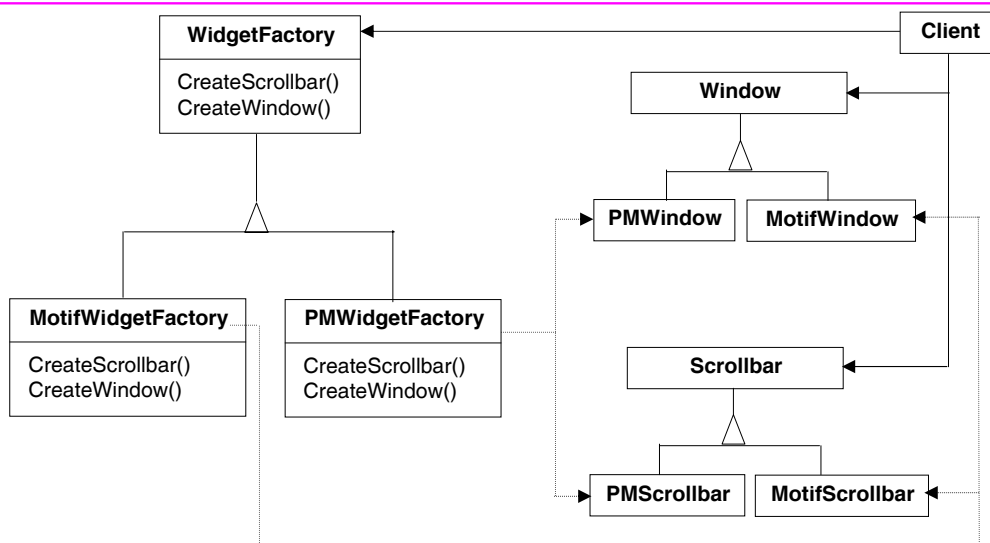 WidgetFactory
CreateScrollbar()
CreateWindow()
Client
Window
PMWindow
MotifWindow
MotifWidgetFactory
CreateScrollbar()
CreateWindow()
PMWidgetFactory
CreateScrollbar()
CreateWindow()
Scrollbar
PMScrollbar
MotifScrollbar